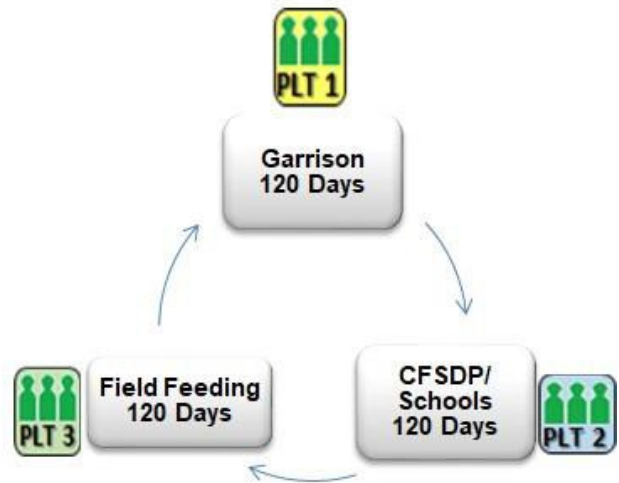 PLT 1
Garrison
120 Days
Field Feeding
120 Days
PLT 3
CFSDP/
Schools
120 Days
PLT 2